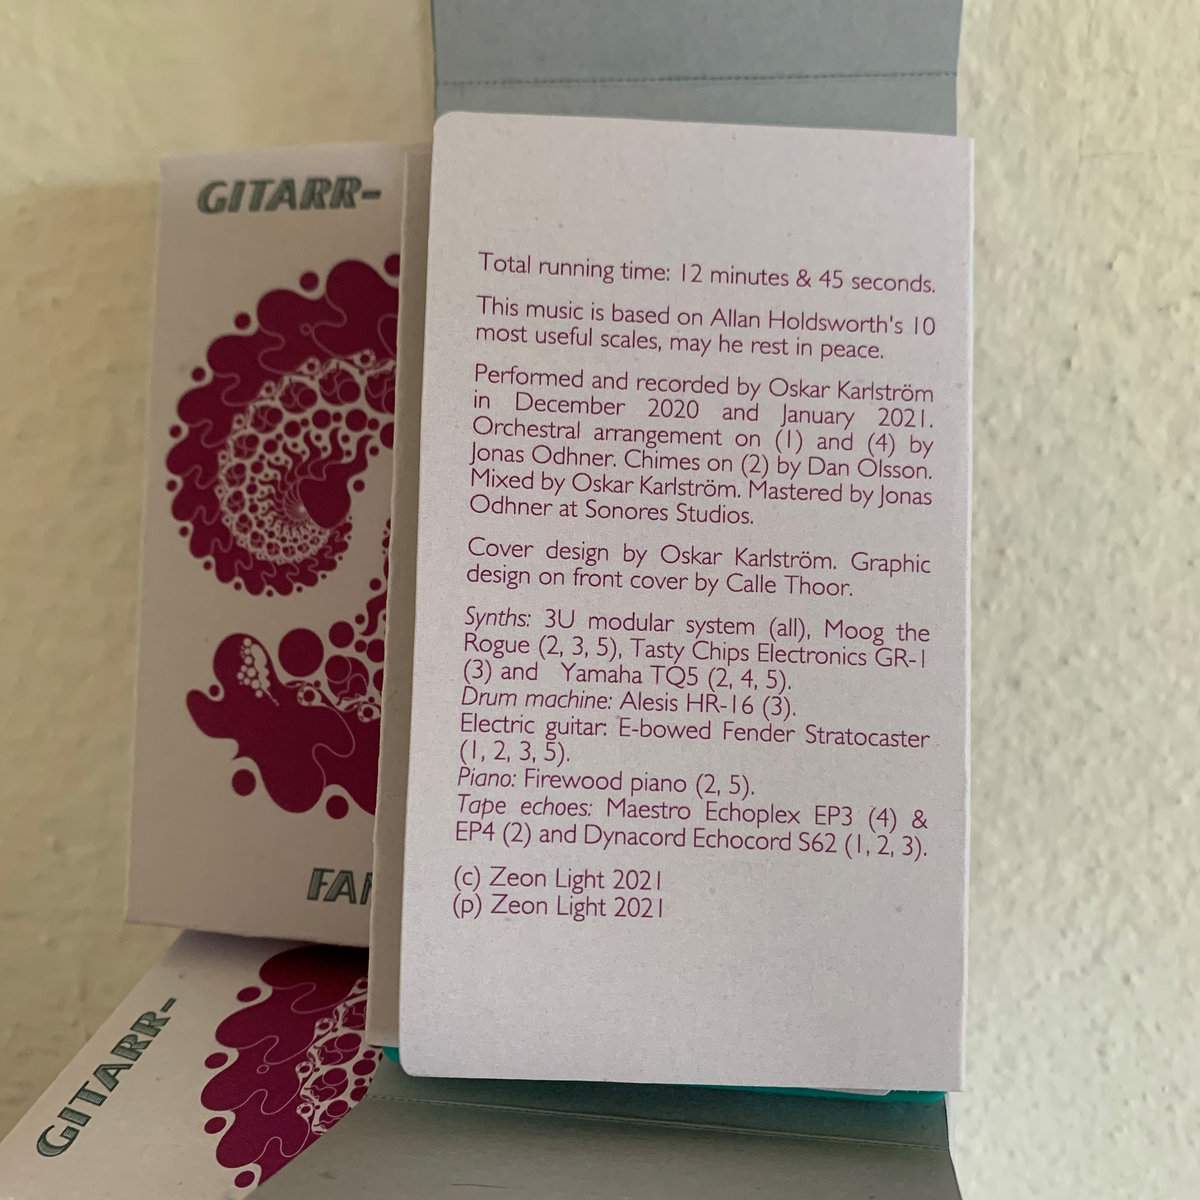 GITARR-
Total running time: 12 minutes & 45 seconds.
This music is based on Allan Holdsworth's 10
most useful scales, may he rest in peace.
Performed and recorded by Oskar Karlström
in December 2020 and January 2021.
Orchestral arrangement on (1) and (4) by
Jonas Odhner. Chimes on (2) by Dan Olsson.
Mixed by Oskar Karlström. Mastered by Jonas
Odhner at Sonores Studios.
Cover design by Oskar Karlström. Graphic
design on front cover by Calle Thoor.
Synths: 3U modular system (all), Moog the
Rogue (2, 3, 5), Tasty Chips Electronics GR-1
(3) and Yamaha TQ5 (2, 4, 5).
Drum machine: Alesis HR-16 (3).
Electric guitar: E-bowed Fender Stratocaster
(1, 2, 3, 5).
Piano: Firewood piano (2, 5).
Tape echoes: Maestro Echoplex EP3 (4) &
EP4 (2) and Dynacord Echocord S62 (1, 2, 3).
(c) Zeon Light 2021
(p) Zeon Light 2021
GITARR-